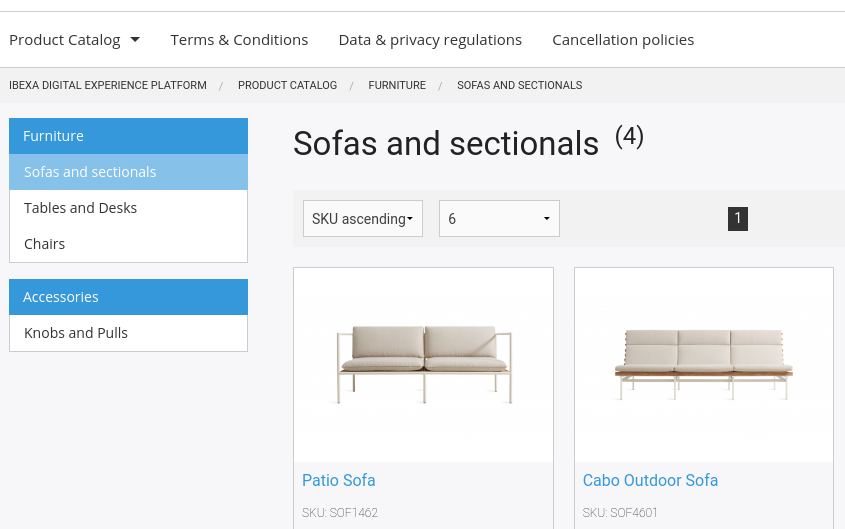 Product Catalog Terms & Conditions Data & privacy regulations Cancellation policies
IBEXA DIGITAL EXPERIENCE PLATFORM / PRODUCT CATALOG / FURNITURE / SOFAS AND SECTIONALS
Furniture
Sofas and sectionals
Tables and Desks
Chairs
Accessories
Knobs and Pulls
Sofas and sectionals (4)
SKU ascending 6 1
Patio Sofa
SKU: SOF1462
Cabo Outdoor Sofa
SKU: SOF4601